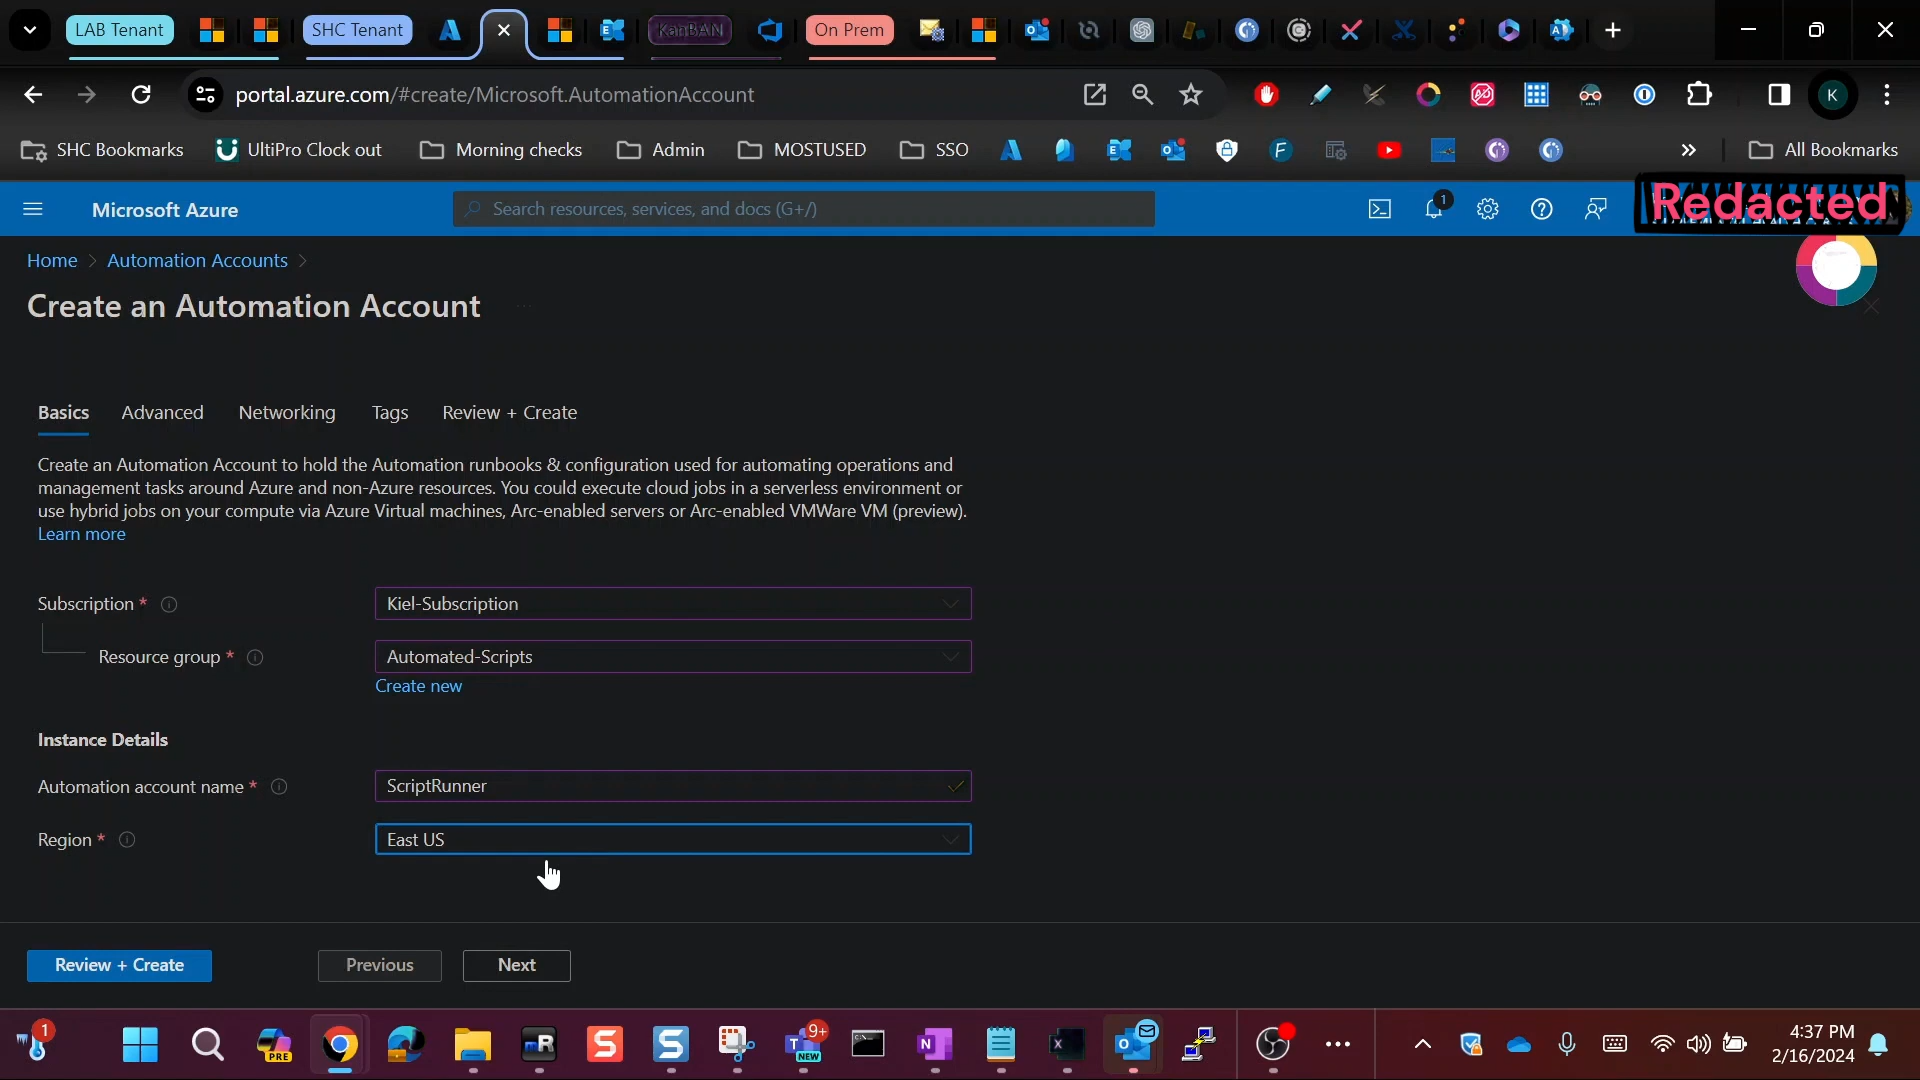 LAB Tenant
SHC Tenant
KanBAN
On Prem
portal.azure.com/#create/Microsoft.AutomationAccount
K
SHC Bookmarks
UltiPro Clock out
Morning checks
Admin
MOSTUSED
SSO
All Bookmarks
Microsoft Azure
Search resources, services, and docs (G+/)
1
Redacted
Home > Automation Accounts >
Create an Automation Account
Basics
Advanced
Networking
Tags
Review + Create
Create an Automation Account to hold the Automation runbooks & configuration used for automating operations and
management tasks around Azure and non-Azure resources. You could execute cloud jobs in a serverless environment or
use hybrid jobs on your compute via Azure Virtual machines, Arc-enabled servers or Arc-enabled VMWare VM (preview).
Learn more
Subscription *
Kiel-Subscription
Resource group *
Automated-Scripts
Create new
Instance Details
Automation account name *
ScriptRunner
Region *
East US
Review + Create
Previous
Next
1
PRE
9+
NEW
4:37 PM
2/16/2024